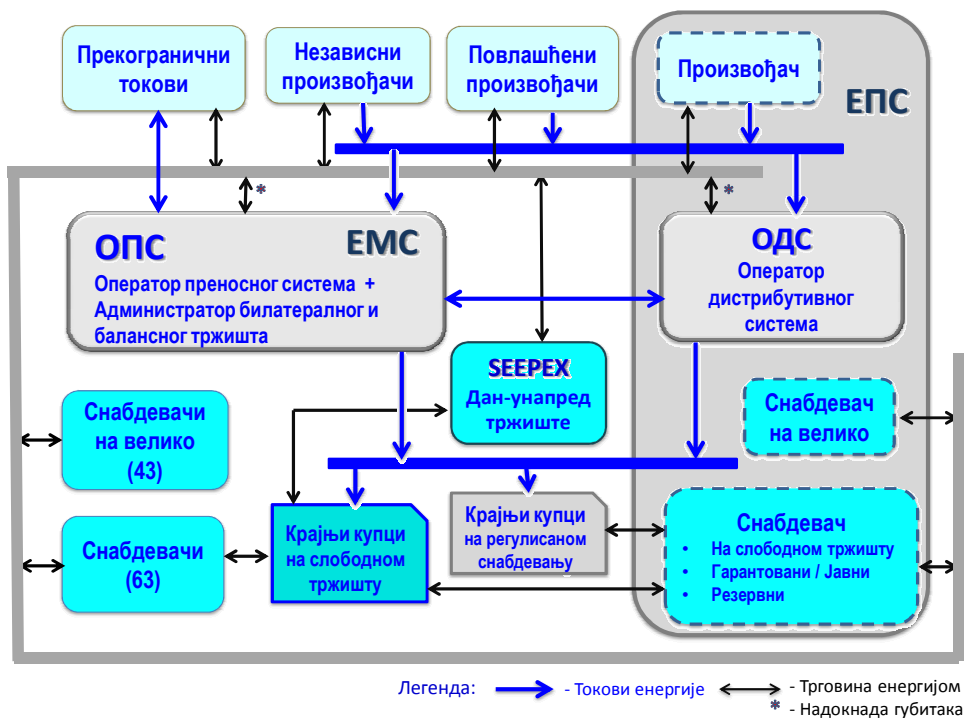 Прекогранични
токови
Независни
произвођачи
Повлашћени
произвођачи
Произвођач
ЕПС
*
*
ОПС
ЕМС
Оператор преносног система +
Администратор билатералног и
балансног тржишта
ОДС
Оператор
дистрибутивног
система
SEEPEX
Дан-унапред
тржиште
Снабдевачи
на велико
(43)
Снабдевач
на велико
Снабдевачи
(63)
Крајњи купци
на слободном
тржишту
Крајњи купци
на регулисаном
снабдевању
Снабдевач
• На слободном тржишту
• Гарантовани / Јавни
• Резервни
Легенда: - Токови енергије - Трговина енергијом
* - Надокнада губитака